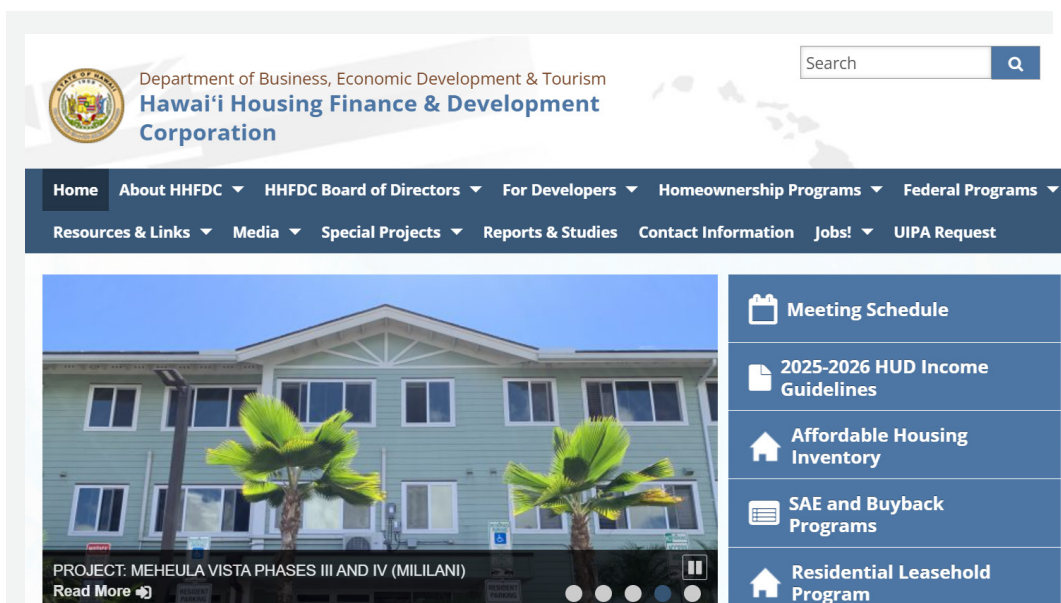 Search
Department of Business, Economic Development & Tourism
Hawaiʻi Housing Finance & Development
Corporation
Home About HHFDC HHFDC Board of Directors For Developers Homeownership Programs Federal Programs
Resources & Links Media Special Projects Reports & Studies Contact Information Jobs! UIPA Request
PROJECT: MEHEULA VISTA PHASES III AND IV (MILILANI)
Read More
Meeting Schedule
2025-2026 HUD Income
Guidelines
Affordable Housing
Inventory
SAE and Buyback
Programs
Residential Leasehold
Program